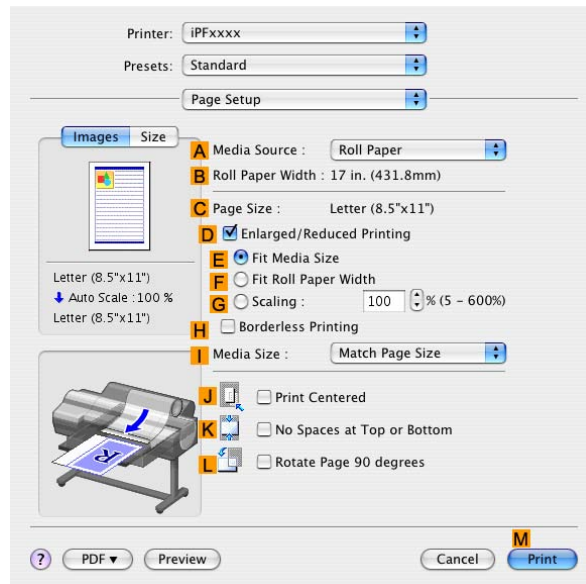 Printer: iPFxxxx
Presets: Standard
Page Setup
Images Size
A Media Source : Roll Paper
B Roll Paper Width : 17 in. (431.8mm)
C Page Size : Letter (8.5"x11")
D Enlarged/Reduced Printing
E Fit Media Size
F Fit Roll Paper Width
G Scaling : 100 % (5 - 600%)
Letter (8.5"x11")
Auto Scale :100 %
Letter (8.5"x11")
H Borderless Printing
I Media Size : Match Page Size
J Print Centered
K No Spaces at Top or Bottom
L Rotate Page 90 degrees
R
M
? PDF▼ Preview Cancel Print